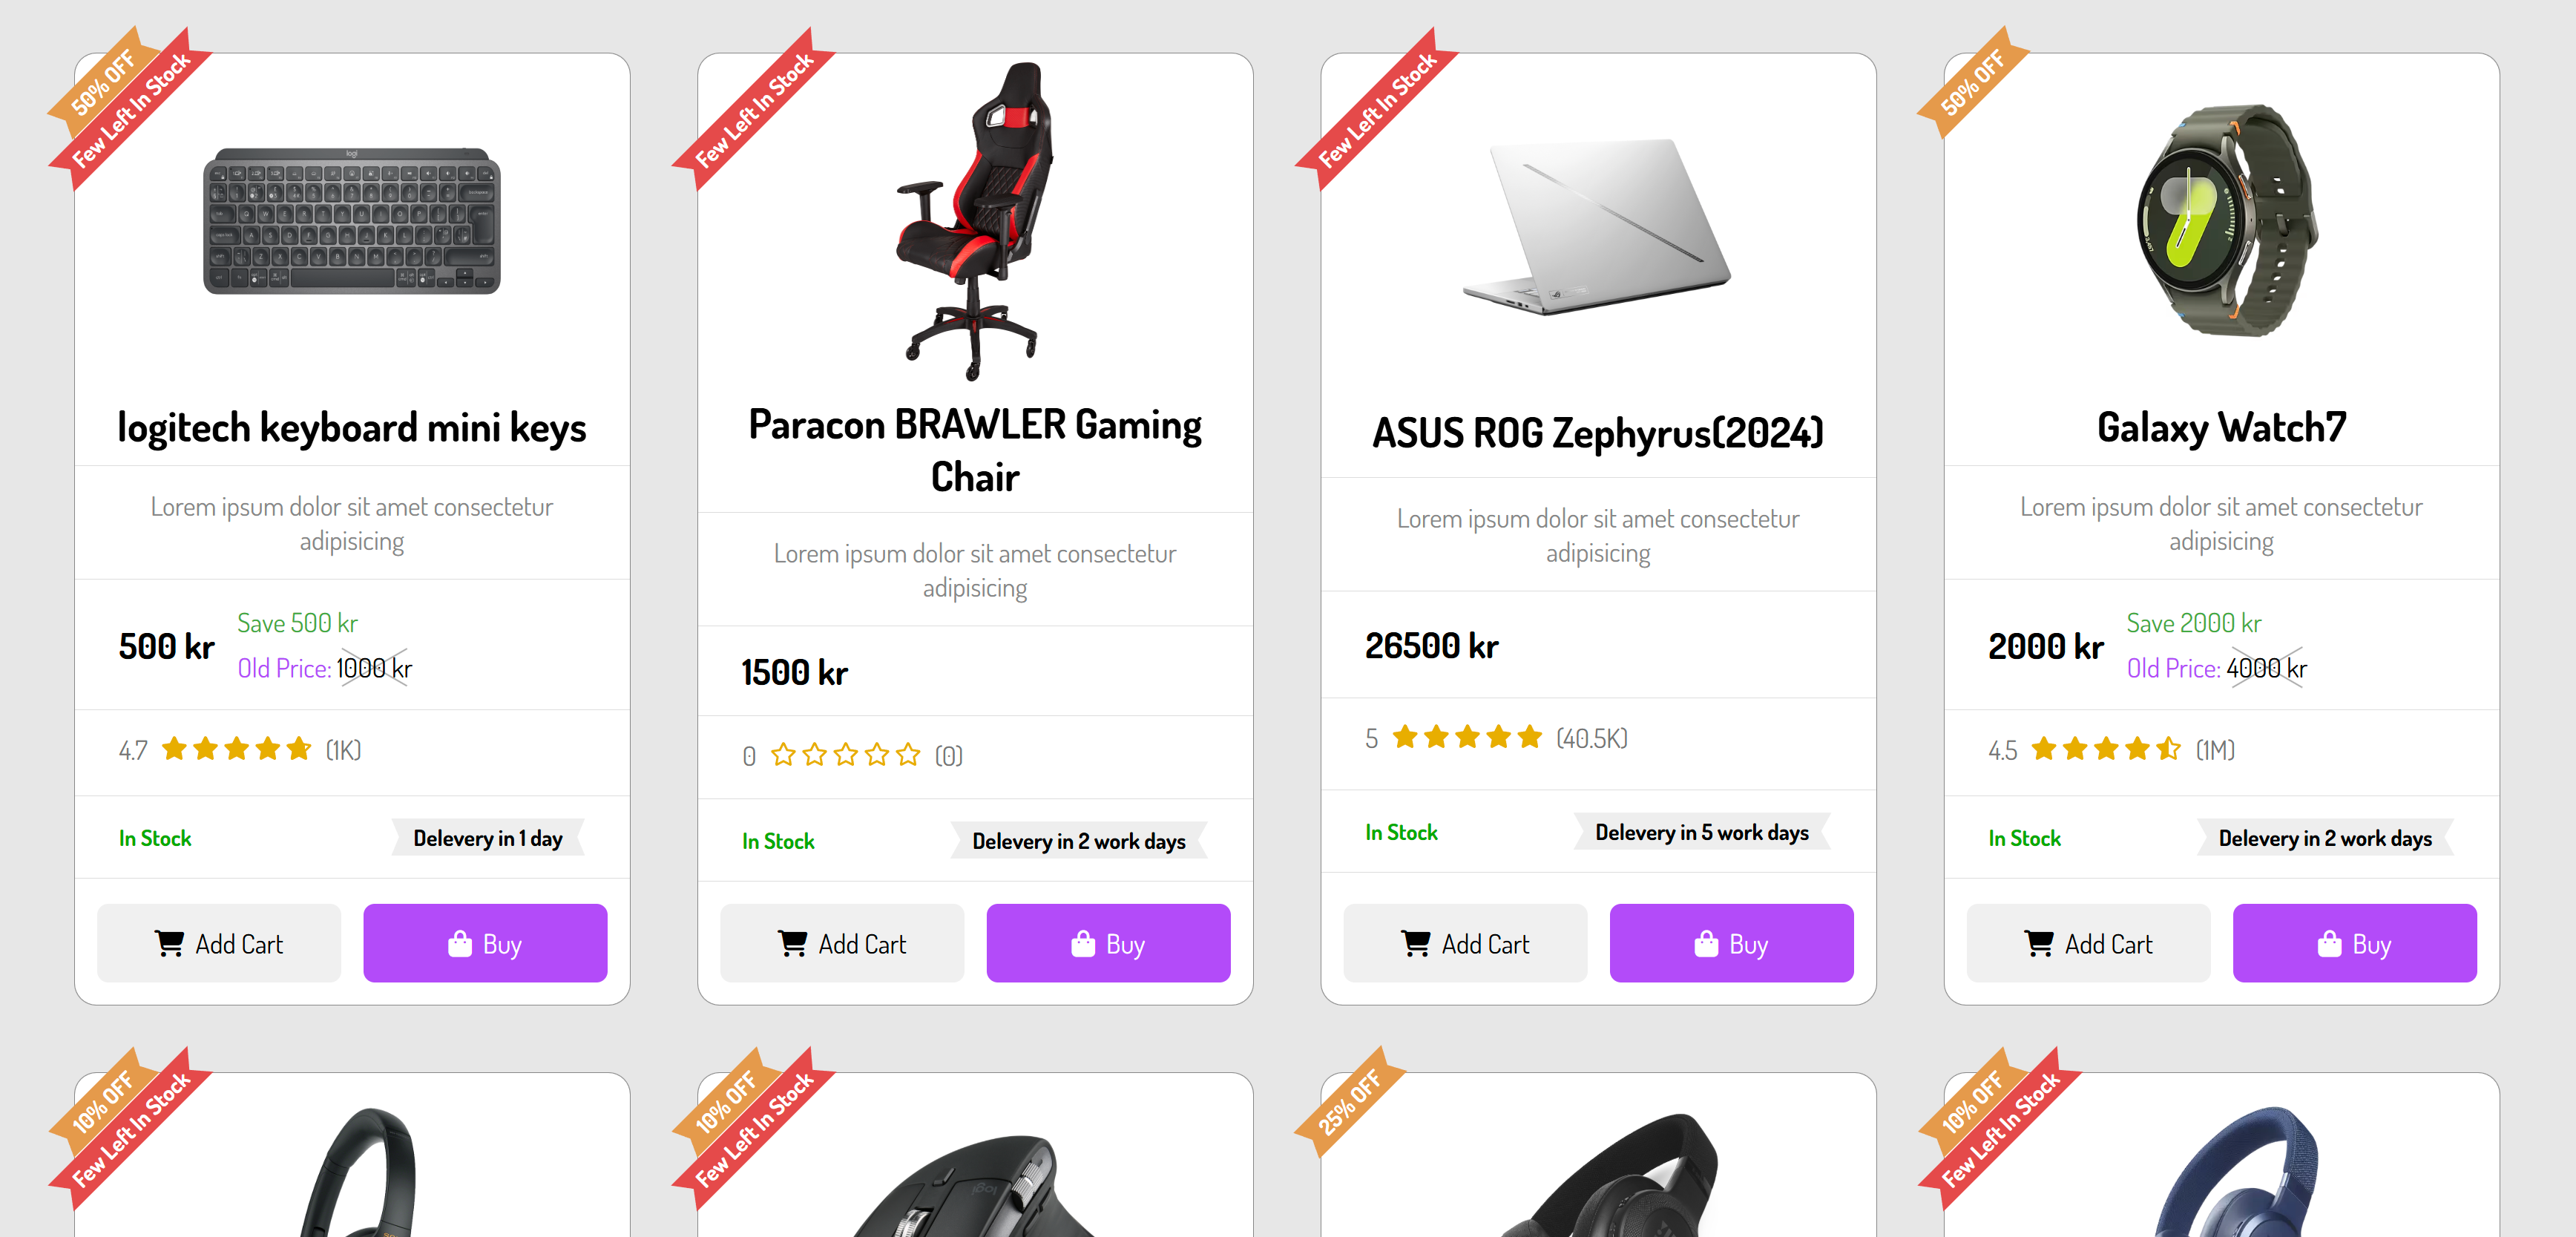 50% OFF
Few Left In Stock
logi
logitech keyboard mini keys
Lorem ipsum dolor sit amet consectetur
adipisicing
500 kr
Save 500 kr
Old Price: 1000 kr
4.7
(1K)
In Stock
Delevery in 1 day
Add Cart
Buy
Few Left In Stock
Paracon BRAWLER Gaming
Chair
Lorem ipsum dolor sit amet consectetur
adipisicing
1500 kr
0
(0)
In Stock
Delevery in 2 work days
Add Cart
Buy
Few Left In Stock
ASUS ROG Zephyrus(2024)
Lorem ipsum dolor sit amet consectetur
adipisicing
26500 kr
5
(40.5K)
In Stock
Delevery in 5 work days
Add Cart
Buy
50% OFF
Galaxy Watch7
Lorem ipsum dolor sit amet consectetur
adipisicing
2000 kr
Save 2000 kr
Old Price: 4000 kr
4.5
(1M)
In Stock
Delevery in 2 work days
Add Cart
Buy
10% OFF
Few Left In Stock
10% OFF
Few Left In Stock
logi
25% OFF
10% OFF
Few Left In Stock